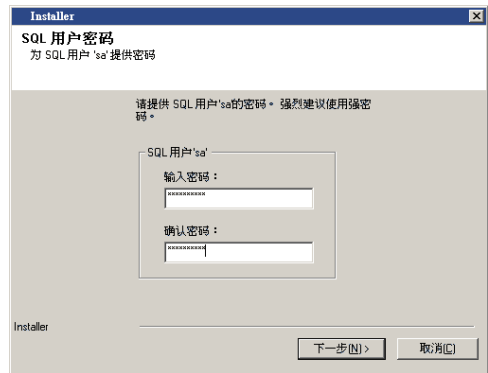 Installer
SQL 用户密码
为 SQL 用户 'sa' 提供密码
请提供 SQL 用户'sa的密码。 强烈建议使用强密
码。
SQL 用户'sa'
输入密码：
**********
确认密码：
**********
Installer
下一步(N) >
取消(C)